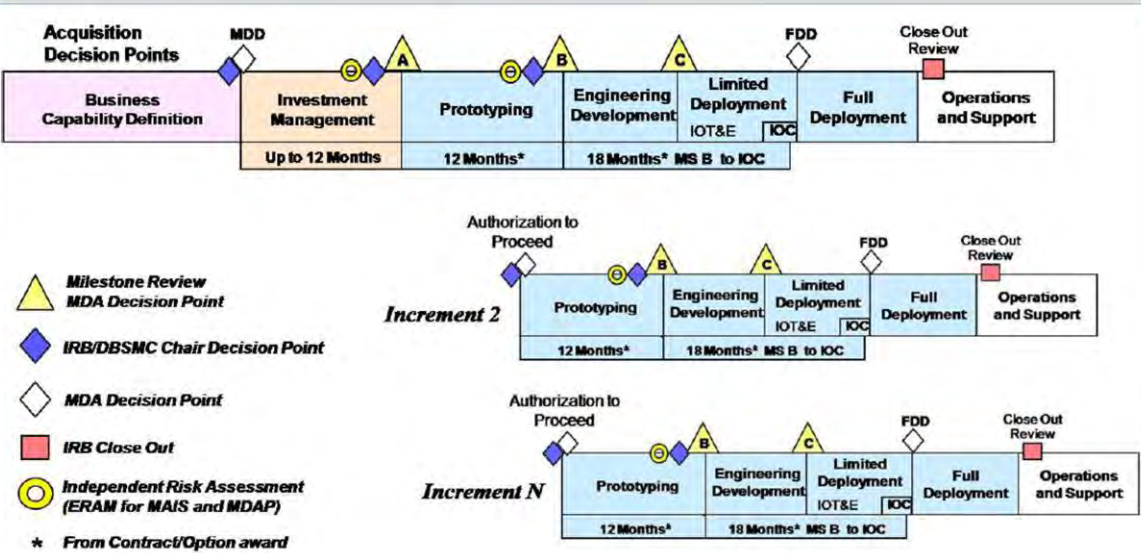 Acquisition
Decision Points
MDD
A
B
C
FDD
Close Out
Review
Business
Capability Definition
Investment
Management
Prototyping
Engineering
Development
Limited
Deployment
IOT&E
IOC
Full
Deployment
Operations
and Support
Up to 12 Months
12 Months*
18 Months* MS B to IOC
Authorization to
Proceed
B
C
FDD
Close Out
Review
Increment 2
Prototyping
Engineering
Development
Limited
Deployment
IOT&E
IOC
Full
Deployment
Operations
and Support
12 Months*
18 Months* MS B to IOC
Authorization to
Proceed
B
C
FDD
Close Out
Review
Increment N
Prototyping
Engineering
Development
Limited
Deployment
IOT&E
IOC
Full
Deployment
Operations
and Support
12 Months*
18 Months* MS B to IOC
Milestone Review
MDA Decision Point
IRB/DBSMC Chair Decision Point
MDA Decision Point
IRB Close Out
Independent Risk Assessment
(ERAM for MAIS and MDAP)
* From Contract/Option award